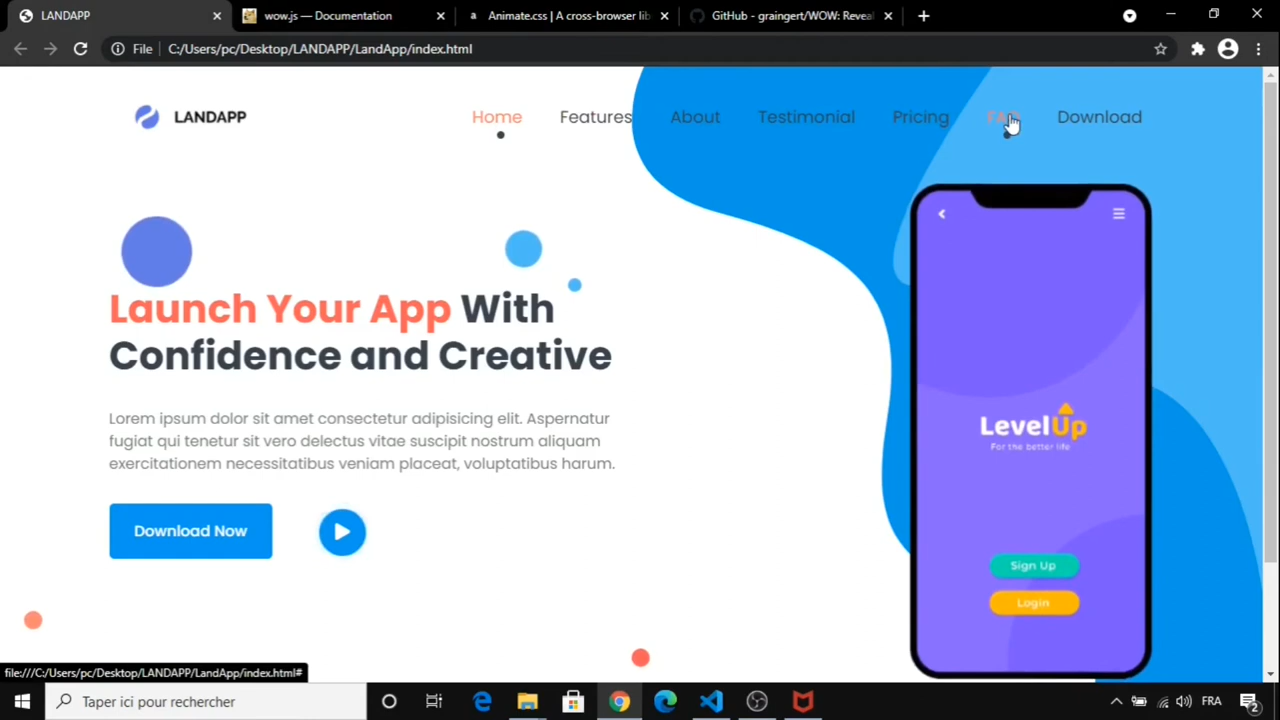 LANDAPP
wow.js — Documentation
Animate.css | A cross-browser lib
GitHub - graingert/WOW: Reveal
File
C:/Users/pc/Desktop/LANDAPP/LandApp/index.html
LANDAPP
Home Features About Testimonial Pricing Download
Launch Your App With
Confidence and Creative
Lorem ipsum dolor sit amet consectetur adipisicing elit. Aspernatur
fugiat qui tenetur sit vero delectus vitae suscipit nostrum aliquam
exercitationem necessitatibus veniam placeat, voluptatibus harum.
Download Now
LevelUp
For the better life
Sign Up
Login
file:///C:/Users/pc/Desktop/LANDAPP/LandApp/index.html#
Taper ici pour rechercher
FRA
2